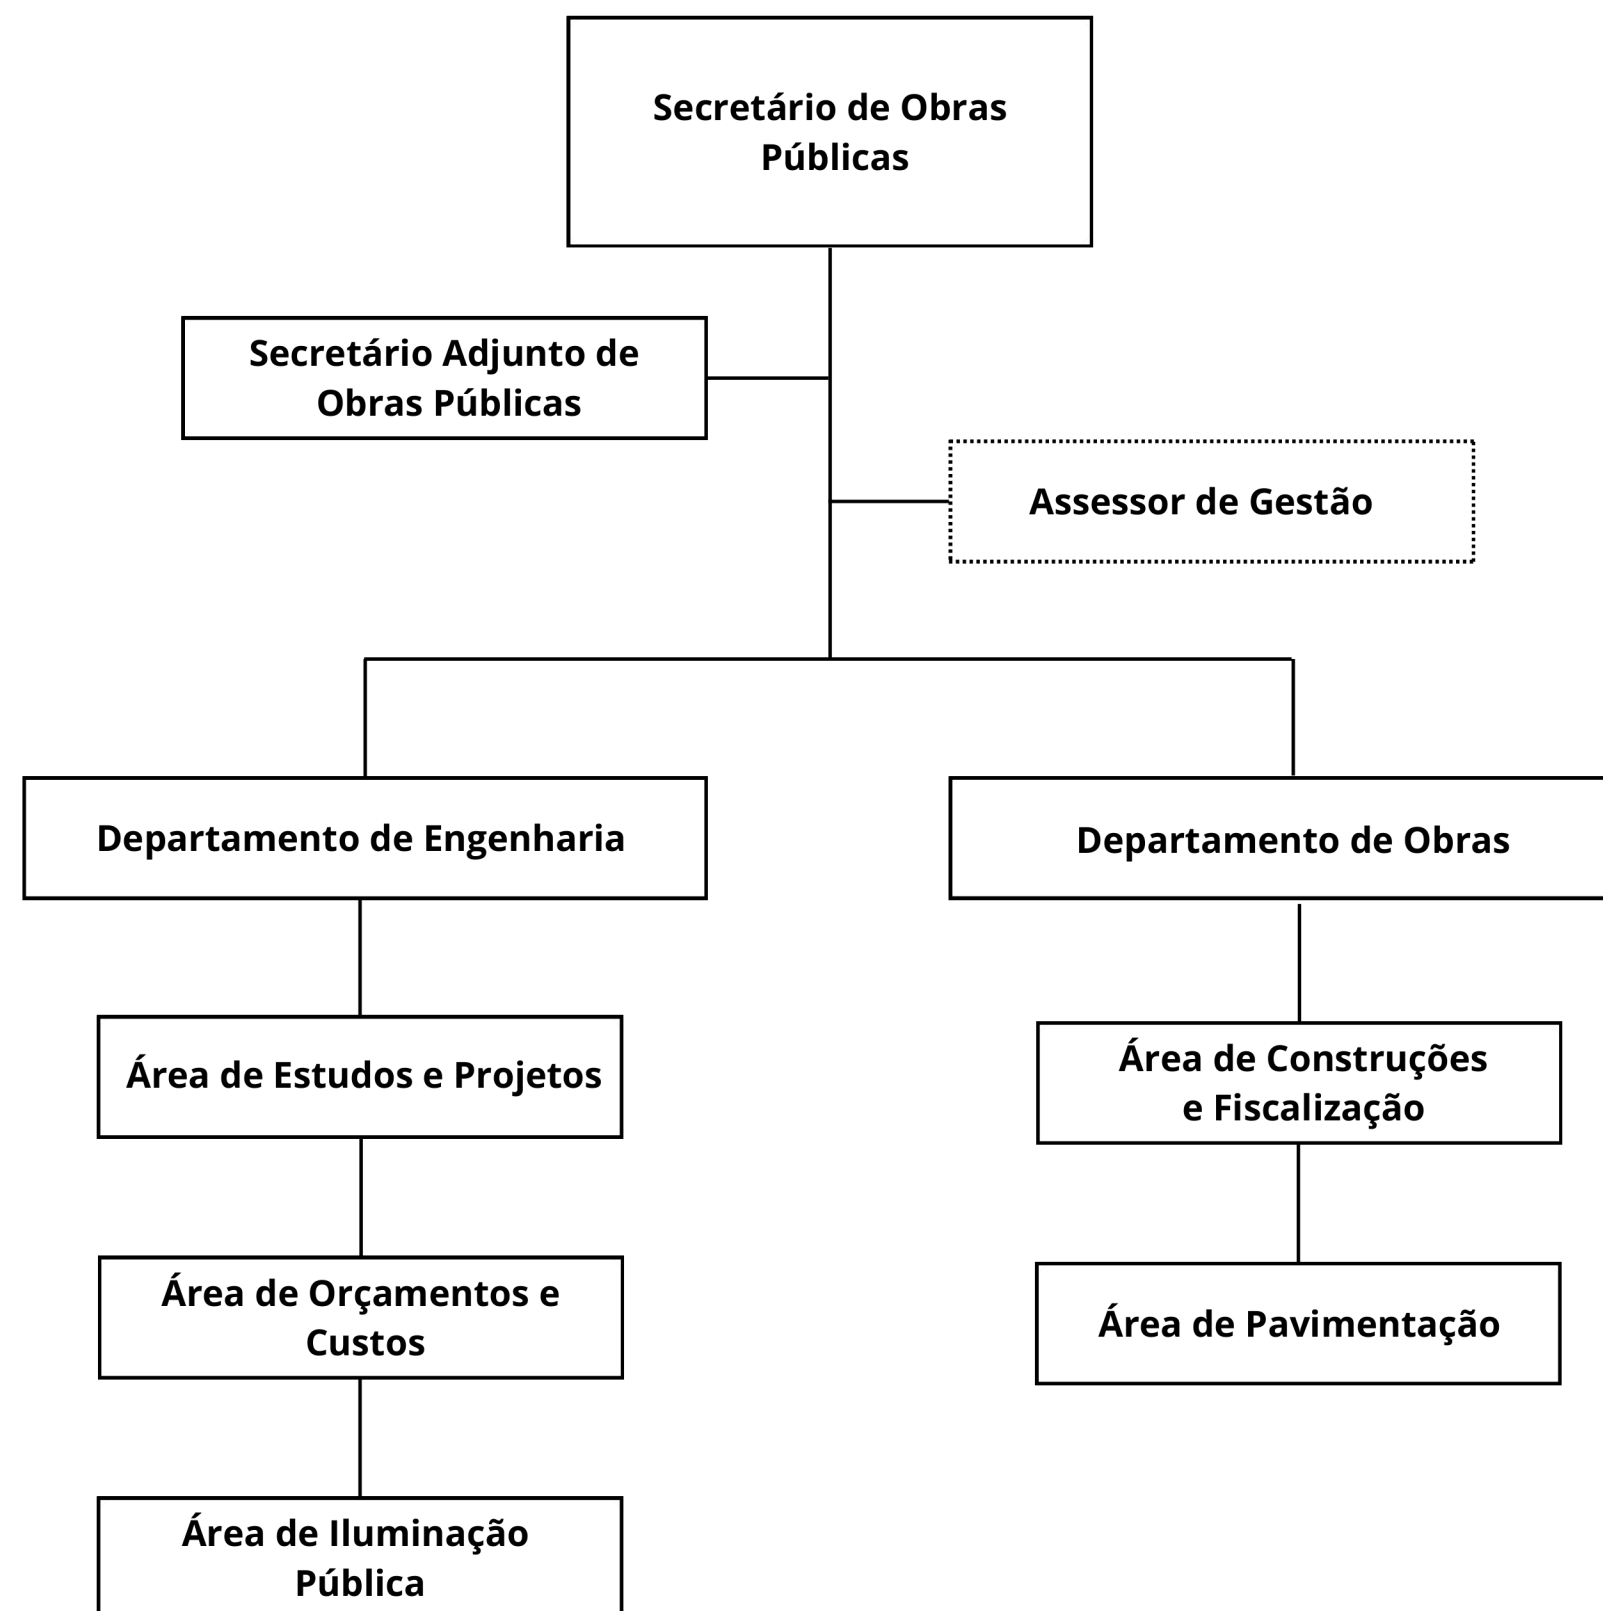 Secretário de Obras
Públicas
Secretário Adjunto de
Obras Públicas
Assessor de Gestão
Departamento de Engenharia
Departamento de Obras
Área de Estudos e Projetos
Área de Construções
e Fiscalização
Área de Orçamentos e
Custos
Área de Pavimentação
Área de Iluminação
Pública